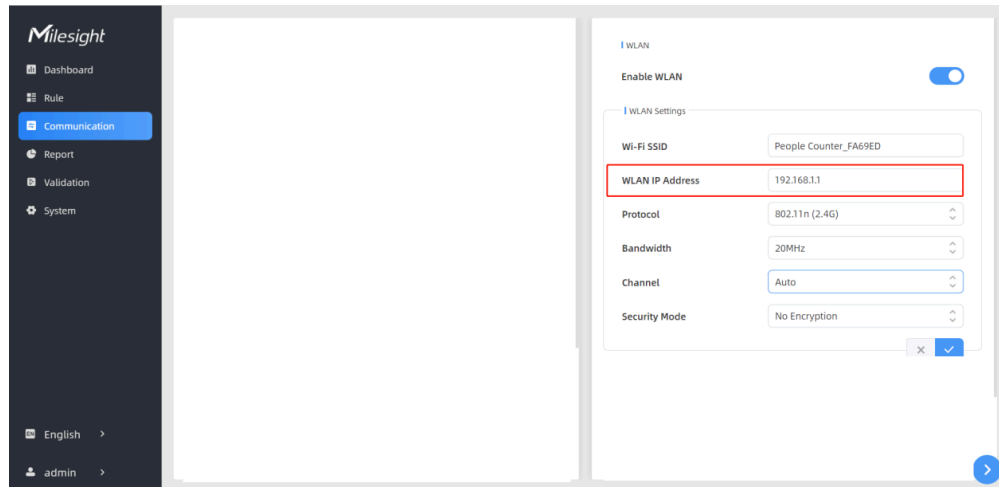 Milesight
Dashboard
Rule
Communication
Report
Validation
System
EN English >
admin >
WLAN
Enable WLAN
WLAN Settings
Wi-Fi SSID People Counter_FA69ED
WLAN IP Address 192.168.1.1
Protocol 802.11n (2.4G)
Bandwidth 20MHz
Channel Auto
Security Mode No Encryption